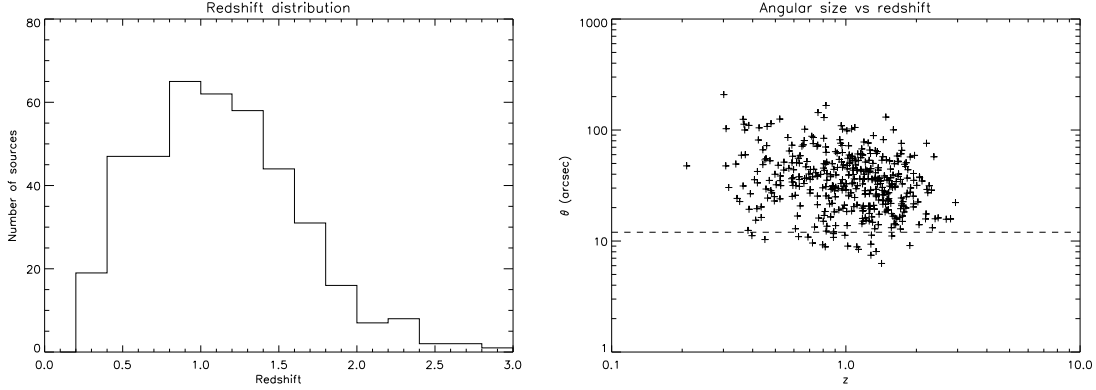 Redshift distribution
80
60
40
20
0
Number of sources
0.0 0.5 1.0 1.5 2.0 2.5 3.0
Redshift
Angular size vs redshift
1000
100
10
1
θ (arcsec)
0.1 1.0 10.0
z